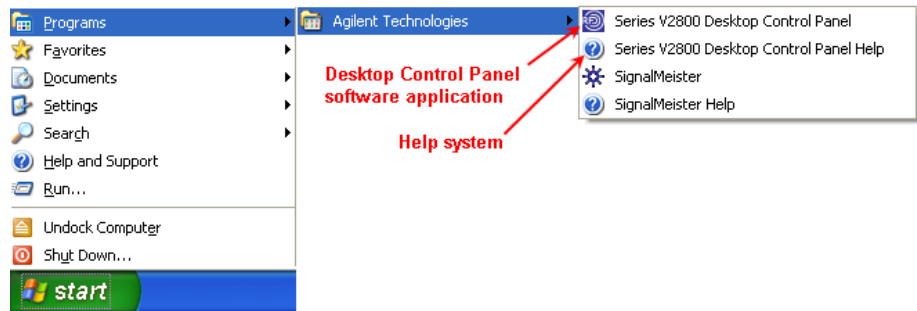 Programs
Favorites
Documents
Settings
Search
Help and Support
Run...
Undock Computer
Shut Down...
start
Agilent Technologies
Desktop Control Panel
software application
Help system
Series V2800 Desktop Control Panel
Series V2800 Desktop Control Panel Help
SignalMeister
SignalMeister Help